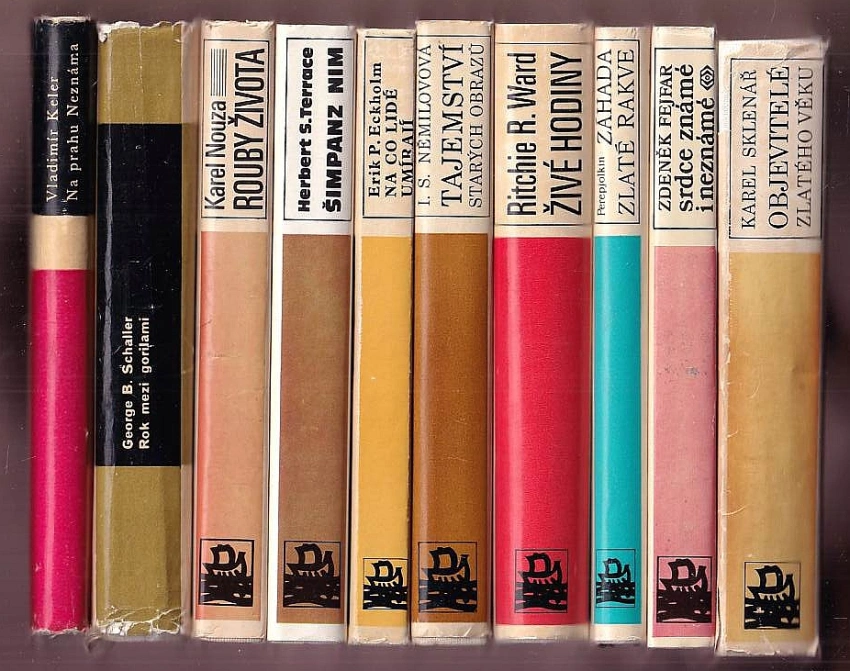 Vladimír Keler
Na prahu Neznáma
George B. Schaller
Rok mezi gorilami
Karel Nouza
ROUBY ŽIVOTA
Herbert S. Terrace
ŠIMPANZ NIM
Erik P. Eckholm
NA CO LIDÉ
UMÍRAJÍ
I. S. NĚMILOVOVÁ
TAJEMSTVÍ
STARÝCH OBRAZŮ
Ritchie R. Ward
ŽIVÉ HODINY
Perepjolkin ZÁHADA
ZLATÉ RAKVE
ZDENĚK FEJFAR
srdce známé
i neznámé
KAREL SKLENÁŘ
OBJEVITELÉ
ZLATÉHO VĚKU